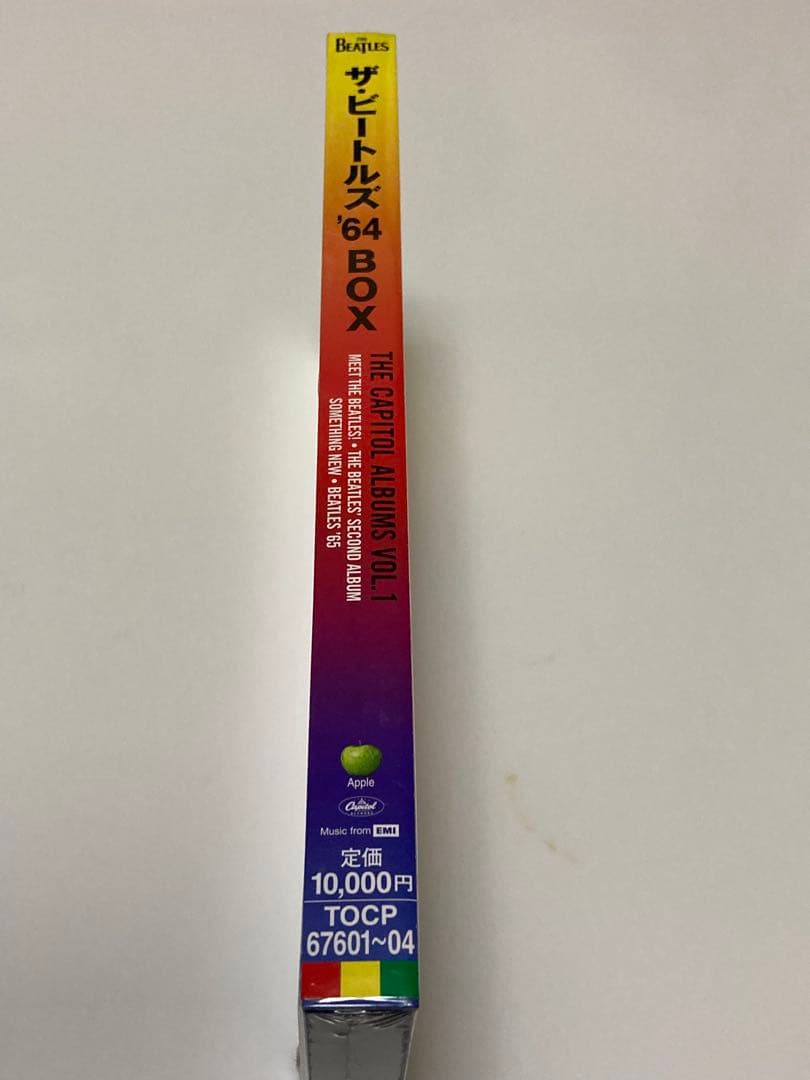 THE
BEATLES
ザ・ビートルズ
'64
BOX
THE CAPITOL ALBUMS VOL.1
MEET THE BEATLES! • THE BEATLES' SECOND ALBUM
SOMETHING NEW • BEATLES '65
Apple
Capitol
RECORDS
Music from EMI
定価
10,000円
TOCP
67601~04